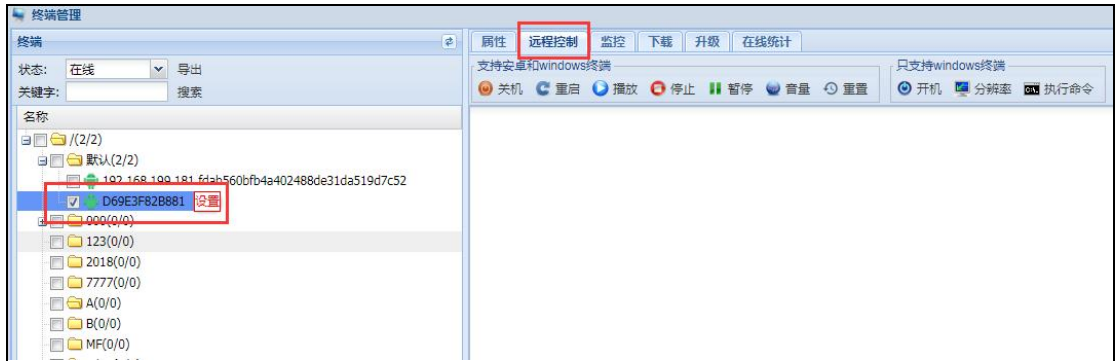 终端管理
终端
状态: 在线 导出
关键字: 搜索
名称
/(2/2)
默认(2/2)
192.168.199.181.fdab560bfb4a402488de31da519d7c52
D69E3F82B881 设置
000(0/0)
123(0/0)
2018(0/0)
7777(0/0)
A(0/0)
B(0/0)
MF(0/0)
属性 远程控制 监控 下载 升级 在线统计
支持安卓和windows终端
关机 重启 播放 停止 暂停 音量 重置
只支持windows终端
开机 分辨率 执行命令